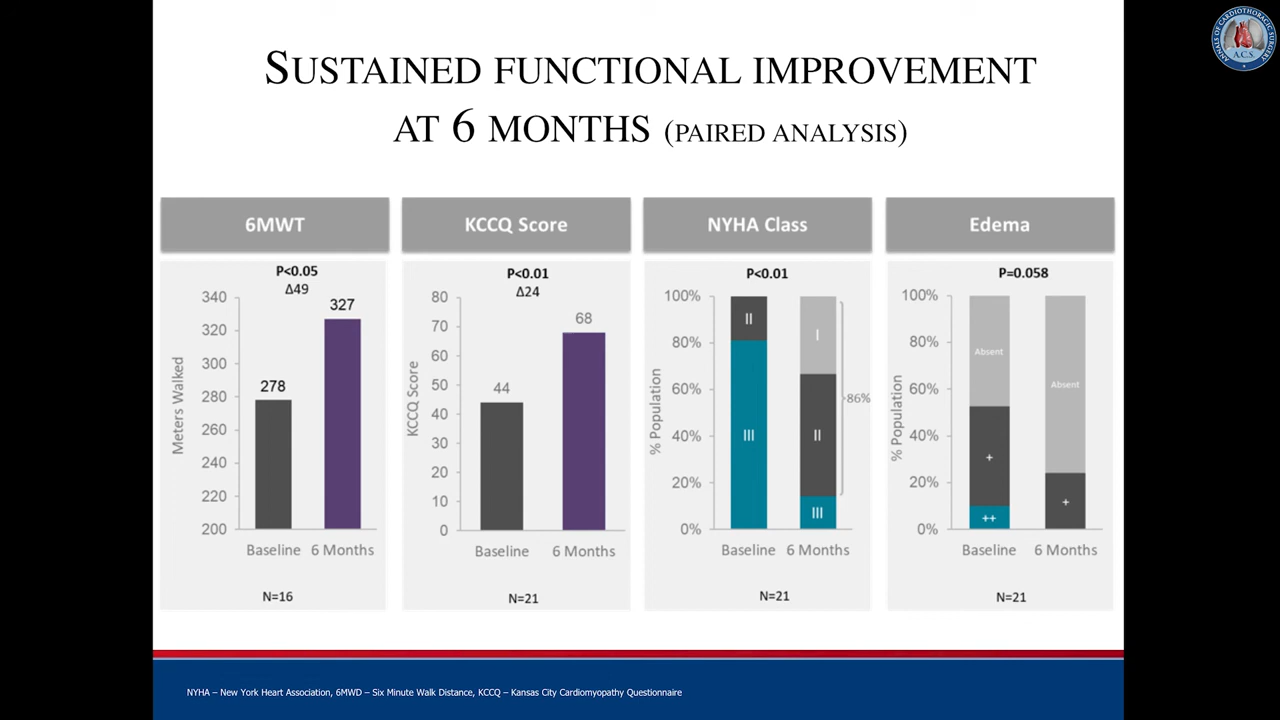 SUSTAINED FUNCTIONAL IMPROVEMENT
AT 6 MONTHS (PAIRED ANALYSIS)
ANNALS OF CARDIOTHORACIC SURGERY
A.C.S
6MWT
P<0.05
Δ49
Meters Walked
340
320
300
280
260
240
220
200
278
327
Baseline 6 Months
N=16
KCCQ Score
P<0.01
Δ24
KCCQ Score
80
70
60
50
40
30
20
10
0
44
68
Baseline 6 Months
N=21
NYHA Class
P<0.01
% Population
100%
80%
60%
40%
20%
0%
II
III
I
II
III
86%
Baseline 6 Months
N=21
Edema
P=0.058
% Population
100%
80%
60%
40%
20%
0%
Absent
+
++
Absent
+
Baseline 6 Months
N=21
NYHA – New York Heart Association, 6MWD – Six Minute Walk Distance, KCCQ – Kansas City Cardiomyopathy Questionnaire